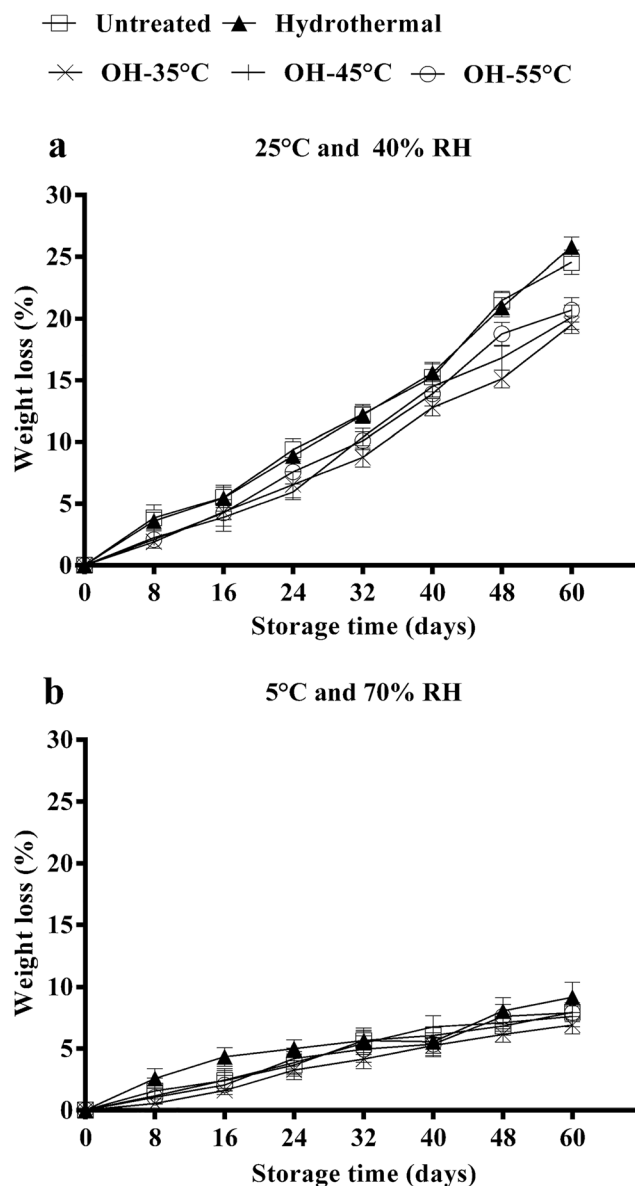 Untreated Hydrothermal
OH-35°C OH-45°C OH-55°C
a 25°C and 40% RH
30
25
20
15
10
5
0
Weight loss (%)
0 8 16 24 32 40 48 60
Storage time (days)
b 5°C and 70% RH
30
25
20
15
10
5
0
Weight loss (%)
0 8 16 24 32 40 48 60
Storage time (days)